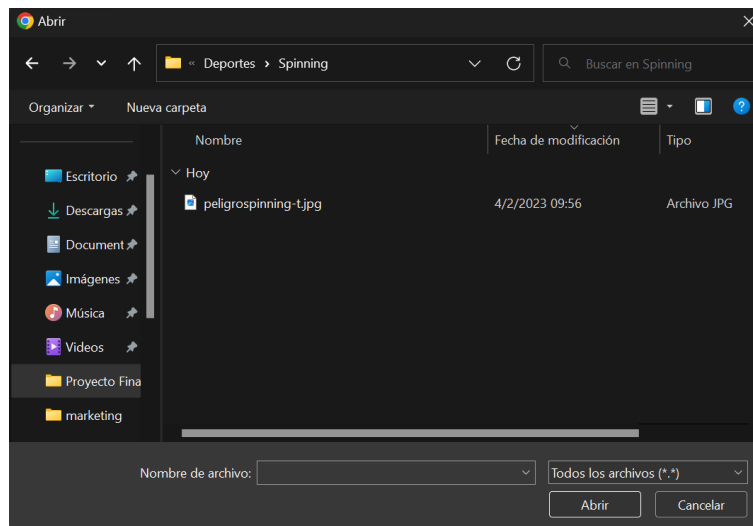 Abrir
« Deportes › Spinning
Buscar en Spinning
Organizar Nueva carpeta
Nombre Fecha de modificación Tipo
Hoy
peligrospinning-t.jpg 4/2/2023 09:56 Archivo JPG
Escritorio
Descargas
Document
Imágenes
Música
Videos
Proyecto Fina
marketing
Nombre de archivo: Todos los archivos (*.*)
Abrir Cancelar